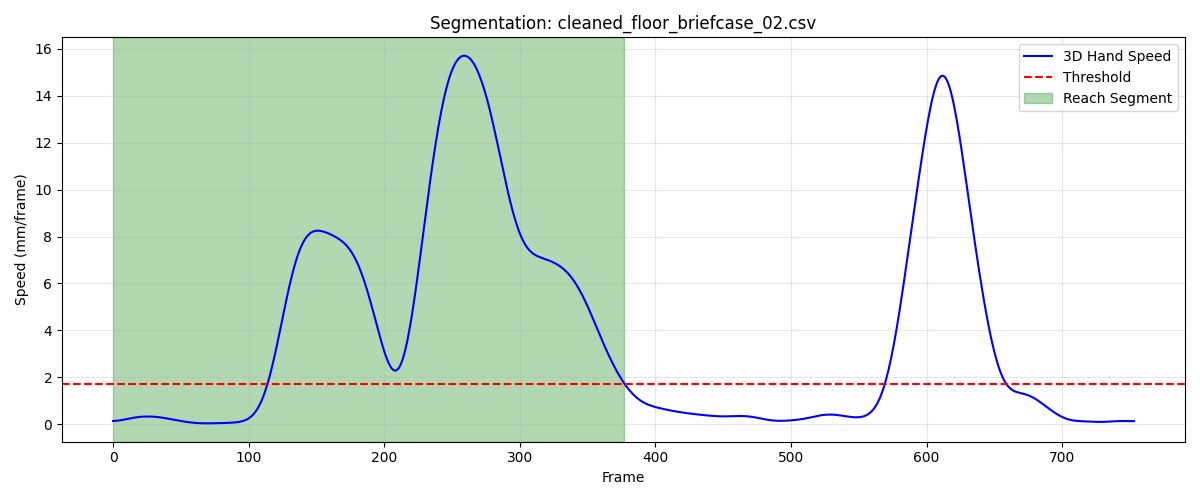 Segmentation: cleaned_floor_briefcase_02.csv
3D Hand Speed
Threshold
Reach Segment
Speed (mm/frame)
16
14
12
10
8
6
4
2
0
0 100 200 300 400 500 600 700
Frame